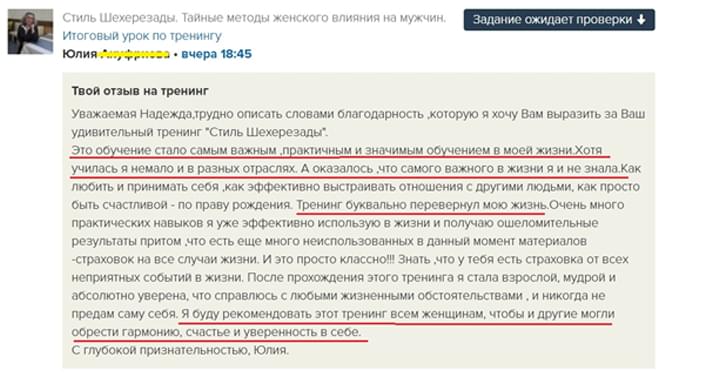 Стиль Шехерезады. Тайные методы женского влияния на мужчин.
Задание ожидает проверки
Итоговый урок по тренингу
Юлия • вчера 18:45
Твой отзыв на тренинг
Уважаемая Надежда,трудно описать словами благодарность ,которую я хочу Вам выразить за Ваш
удивительный тренинг "Стиль Шехерезады".
Это обучение стало самым важным ,практичным и значимым обучением в моей жизни.Хотя
училась я немало и в разных отраслях. А оказалось ,что самого важного в жизни я и не знала.Как
любить и принимать себя ,как эффективно выстраивать отношения с другими людьми, как просто
быть счастливой - по праву рождения. Тренинг буквально перевернул мою жизнь.Очень много
практических навыков я уже эффективно использую в жизни и получаю ошеломительные
результаты притом ,что есть еще много неиспользованных в данный момент материалов
-страховок на все случаи жизни. И это просто классно!!! Знать ,что у тебя есть страховка от всех
неприятных событий в жизни. После прохождения этого тренинга я стала взрослой, мудрой и
абсолютно уверена, что справлюсь с любыми жизненными обстоятельствами , и никогда не
предам саму себя. Я буду рекомендовать этот тренинг всем женщинам, чтобы и другие могли
обрести гармонию, счастье и уверенность в себе.
С глубокой признательностью, Юлия.